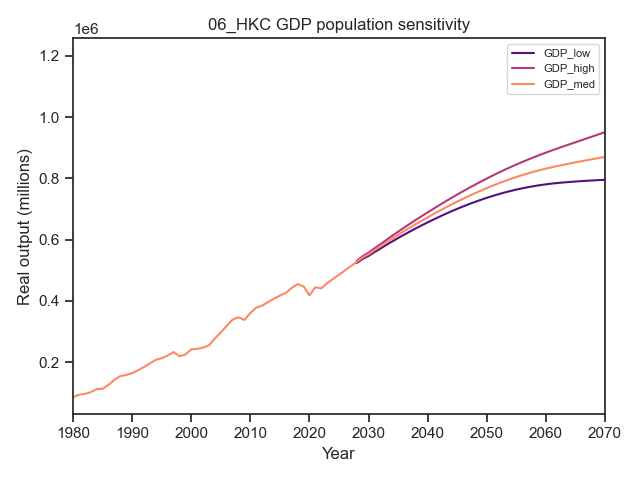 06_HKC GDP population sensitivity
1e6
GDP_low
GDP_high
GDP_med
1.2
1.0
0.8
0.6
0.4
0.2
Real output (millions)
1980 1990 2000 2010 2020 2030 2040 2050 2060 2070
Year